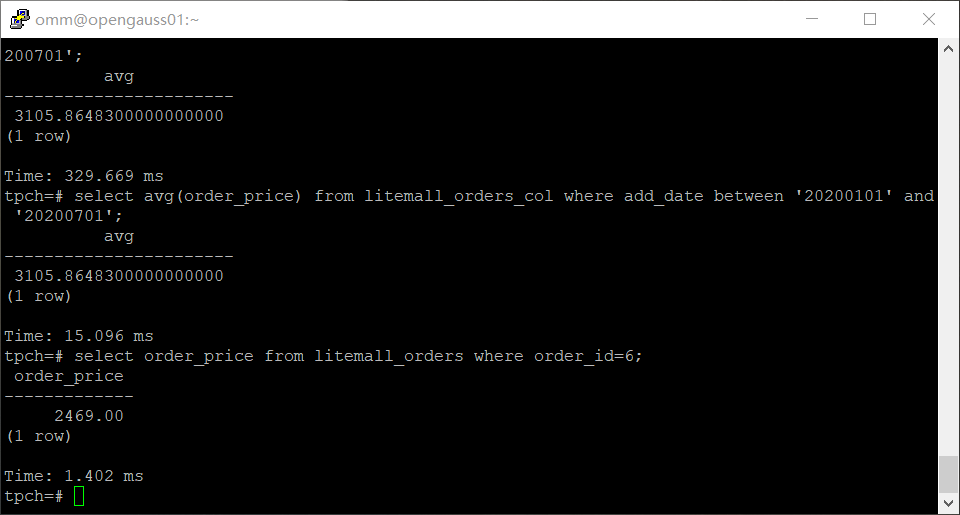 omm@opengauss01:~
200701';
          avg
-----------------------
 3105.8648300000000000
(1 row)

Time: 329.669 ms
tpch=# select avg(order_price) from litemall_orders_col where add_date between '20200101' and
 '20200701';
          avg
-----------------------
 3105.8648300000000000
(1 row)

Time: 15.096 ms
tpch=# select order_price from litemall_orders where order_id=6;
 order_price
-------------
     2469.00
(1 row)

Time: 1.402 ms
tpch=#